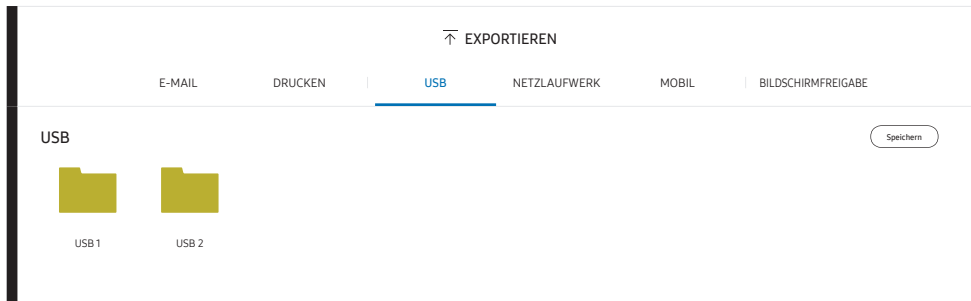 EXPORTIEREN
E-MAIL DRUCKEN USB NETZLAUFWERK MOBIL BILDSCHIRMFREIGABE
USB Speichern
USB 1 USB 2